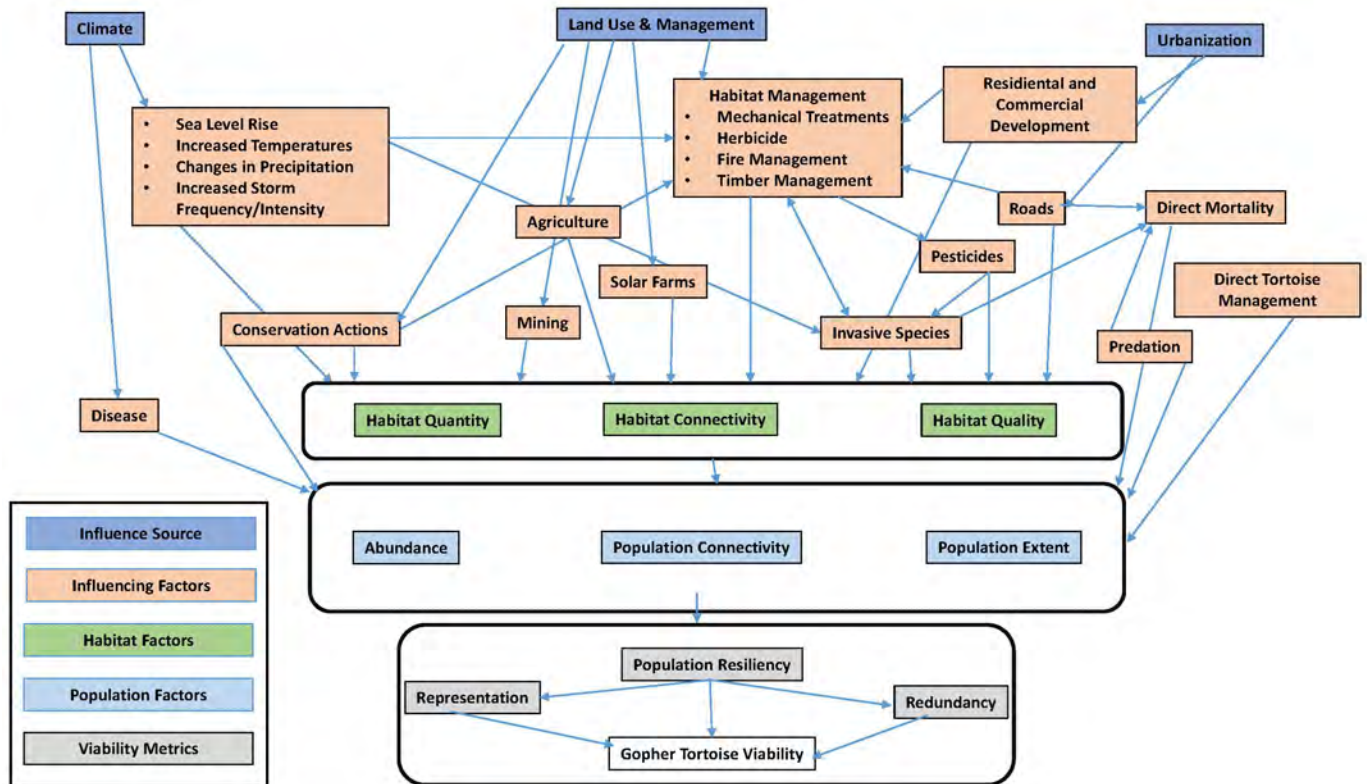 Climate
Land Use & Management
Urbanization
Habitat Management
• Mechanical Treatments
• Herbicide
• Fire Management
• Timber Management
Residiental and
Commercial
Development
• Sea Level Rise
• Increased Temperatures
• Changes in Precipitation
• Increased Storm
Frequency/Intensity
Agriculture
Roads
Direct Mortality
Pesticides
Solar Farms
Direct Tortoise
Management
Conservation Actions
Mining
Invasive Species
Predation
Disease
Habitat Quantity
Habitat Connectivity
Habitat Quality
Abundance
Population Connectivity
Population Extent
Population Resiliency
Representation
Redundancy
Gopher Tortoise Viability
Influence Source
Influencing Factors
Habitat Factors
Population Factors
Viability Metrics